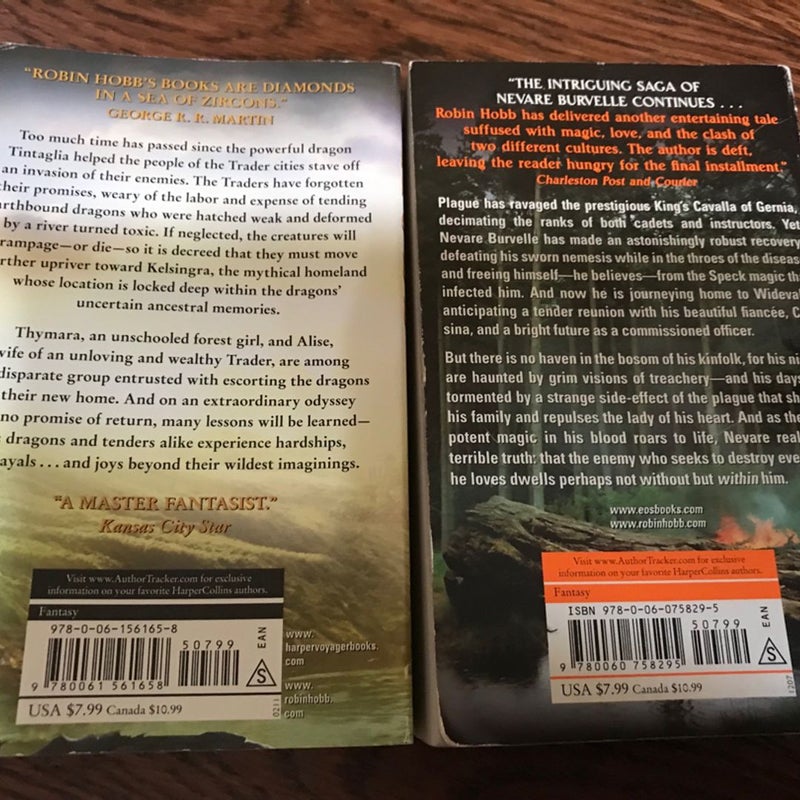 "ROBIN HOBB'S BOOKS ARE DIAMONDS
IN A SEA OF ZIRCONS."
GEORGE R. R. MARTIN
Too much time has passed since the powerful dragon
Tintaglia helped the people of the Trader cities stave off
an invasion of their enemies. The Traders have forgotten
their promises, weary of the labor and expense of tending
rthbound dragons who were hatched weak and deformed
by a river turned toxic. If neglected, the creatures will
rampage—or die—so it is decreed that they must move
rther upriver toward Kelsingra, the mythical homeland
whose location is locked deep within the dragons'
uncertain ancestral memories.
Thymara, an unschooled forest girl, and Alise,
wife of an unloving and wealthy Trader, are among
disparate group entrusted with escorting the dragons
their new home. And on an extraordinary odyssey
no promise of return, many lessons will be learned—
dragons and tenders alike experience hardships,
ayals . . . and joys beyond their wildest imaginings.
"A MASTER FANTASIST."
Kansas City Star
Visit www.AuthorTracker.com for exclusive
information on your favorite HarperCollins authors.
Fantasy
978-0-06-156165-8
50799
EAN
9 780061 561658
S
USA $7.99 Canada $10.99
0211
www.
harpervoyagerbooks.
com
www.
robinhobb.
com
"THE INTRIGUING SAGA OF
NEVARE BURVELLE CONTINUES . . .
Robin Hobb has delivered another entertaining tale
suffused with magic, love, and the clash of
two different cultures. The author is deft,
leaving the reader hungry for the final installment."
Charleston Post and Courier
Plague has ravaged the prestigious King's Cavalla of Gernia,
decimating the ranks of both cadets and instructors. Yet
Nevare Burvelle has made an astonishingly robust recovery
defeating his sworn nemesis while in the throes of the diseas
and freeing himself—he believes—from the Speck magic th
infected him. And now he is journeying home to Wideval
anticipating a tender reunion with his beautiful fiancée, C
sina, and a bright future as a commissioned officer.
But there is no haven in the bosom of his kinfolk, for his ni
are haunted by grim visions of treachery—and his days
tormented by a strange side-effect of the plague that sh
his family and repulses the lady of his heart. And as the
potent magic in his blood roars to life, Nevare real
terrible truth: that the enemy who seeks to destroy eve
he loves dwells perhaps not without but within him.
www.eosbooks.com
www.robinhobb.com
Visit www.AuthorTracker.com for exclusive
information on your favorite HarperCollins authors.
Fantasy
ISBN 978-0-06-075829-5
50799
EAN
9 780060 758295
S
USA $7.99 Canada $10.99
1207